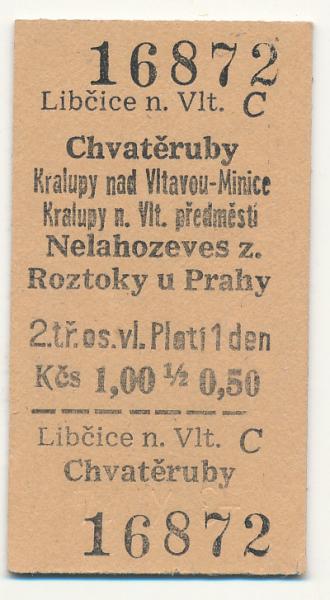 16872
Libčice n. Vlt. C
Chvatěruby
Kralupy nad Vltavou-Minice
Kralupy n. Vlt. předměstí
Nelahozeves z.
Roztoky u Prahy
2.tř.os.vl.Platí 1 den
Kčs 1,00 ½ 0,50
Libčice n. Vlt. C
Chvatěruby
16872